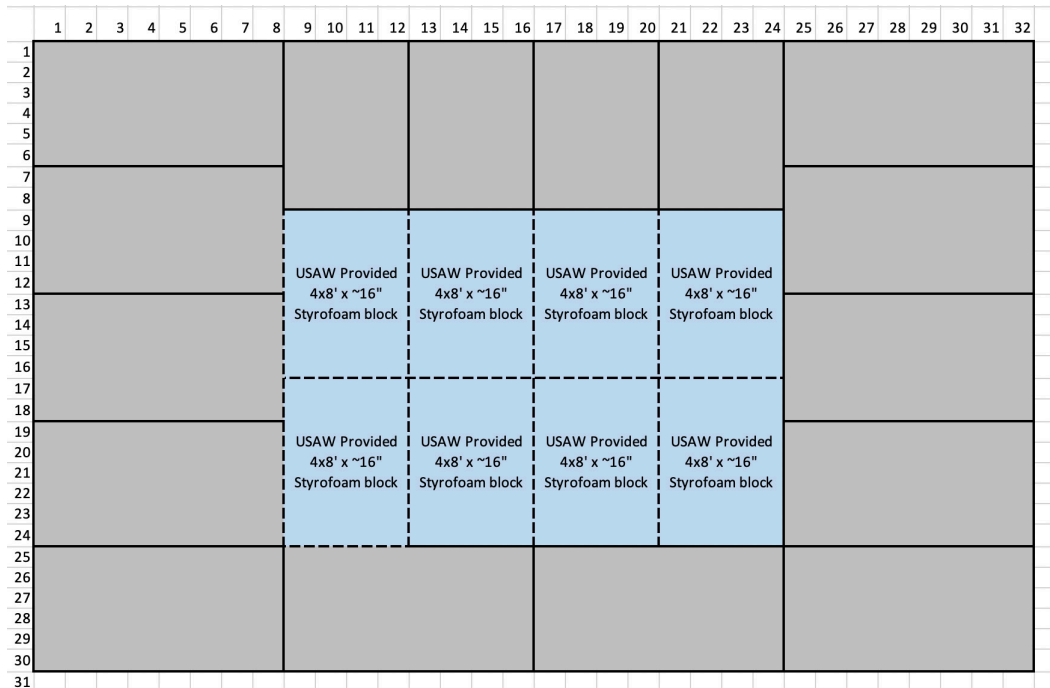 1 2 3 4 5 6 7 8 9 10 11 12 13 14 15 16 17 18 19 20 21 22 23 24 25 26 27 28 29 30 31 32
1
2
3
4
5
6
7
8
9
10
11
12
13
14
15
16
17
18
19
20
21
22
23
24
25
26
27
28
29
30
31
USAW Provided
4x8' x ~16"
Styrofoam block
USAW Provided
4x8' x ~16"
Styrofoam block
USAW Provided
4x8' x ~16"
Styrofoam block
USAW Provided
4x8' x ~16"
Styrofoam block
USAW Provided
4x8' x ~16"
Styrofoam block
USAW Provided
4x8' x ~16"
Styrofoam block
USAW Provided
4x8' x ~16"
Styrofoam block
USAW Provided
4x8' x ~16"
Styrofoam block